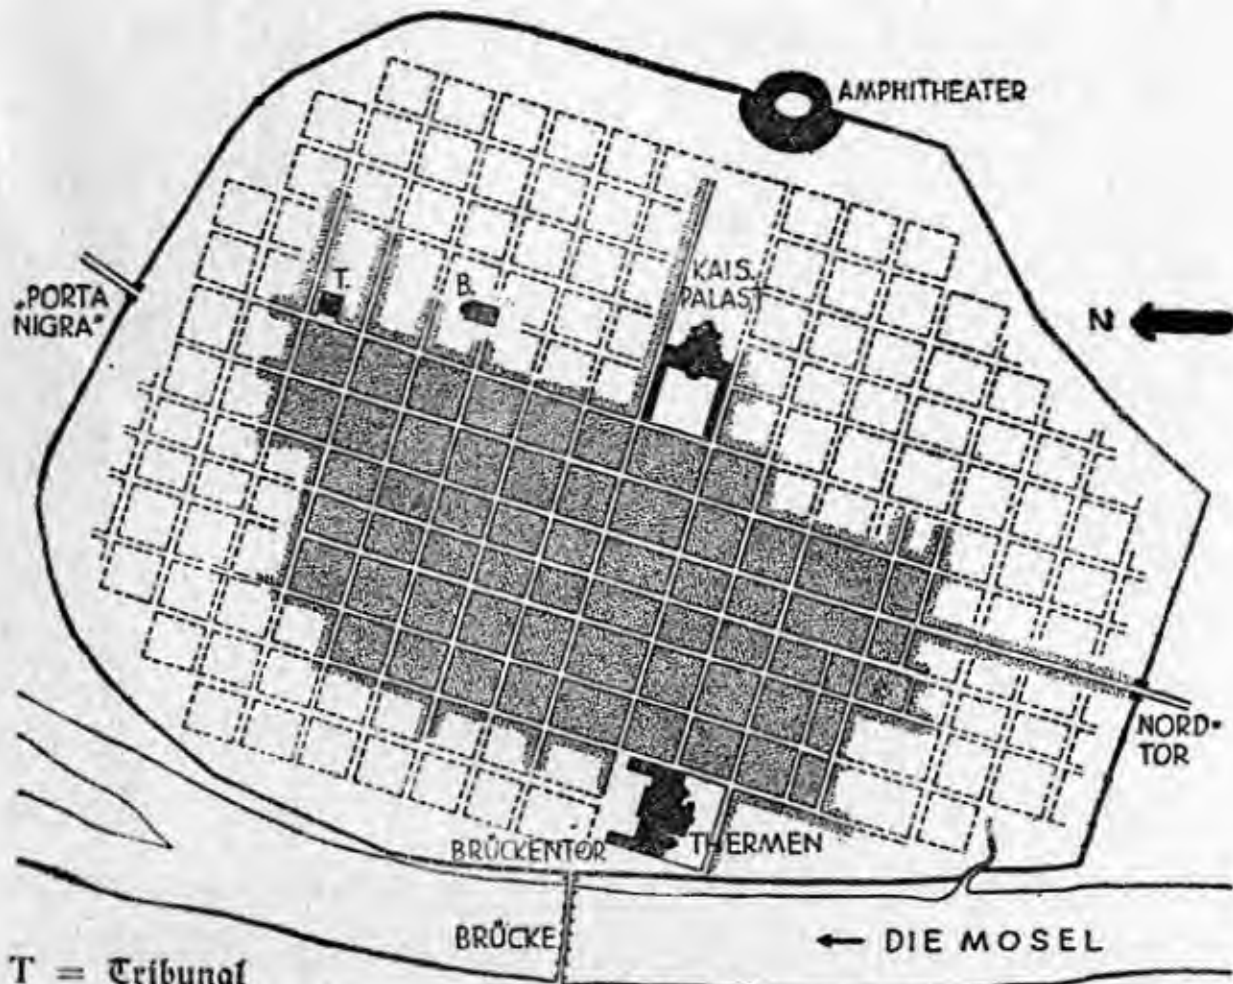 AMPHITHEATER
„PORTA
NIGRA"
T.
B.
KAIS.
PALAST
N
NORD-
TOR
BRÜCKENTOR
THERMEN
BRÜCKE
← DIE MOSEL
T = Tribunal